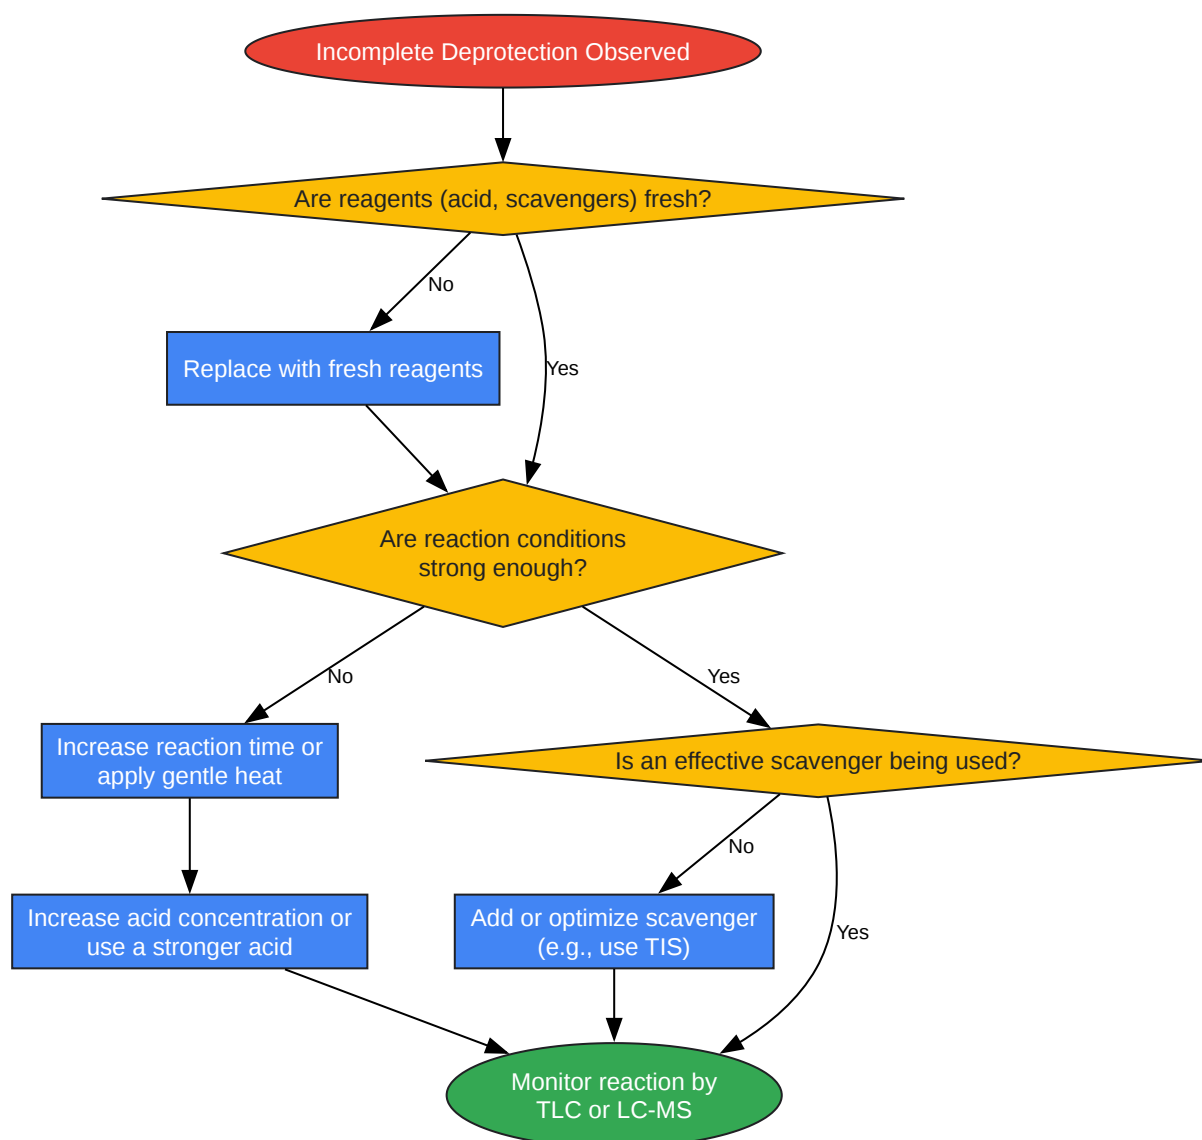 Incomplete Deprotection Observed
Are reagents (acid, scavengers) fresh?
No
Replace with fresh reagents
Yes
Are reaction conditions
strong enough?
No
Yes
Increase reaction time or
apply gentle heat
Is an effective scavenger being used?
No
Increase acid concentration or
use a stronger acid
Add or optimize scavenger
(e.g., use TIS)
Yes
Monitor reaction by
TLC or LC-MS